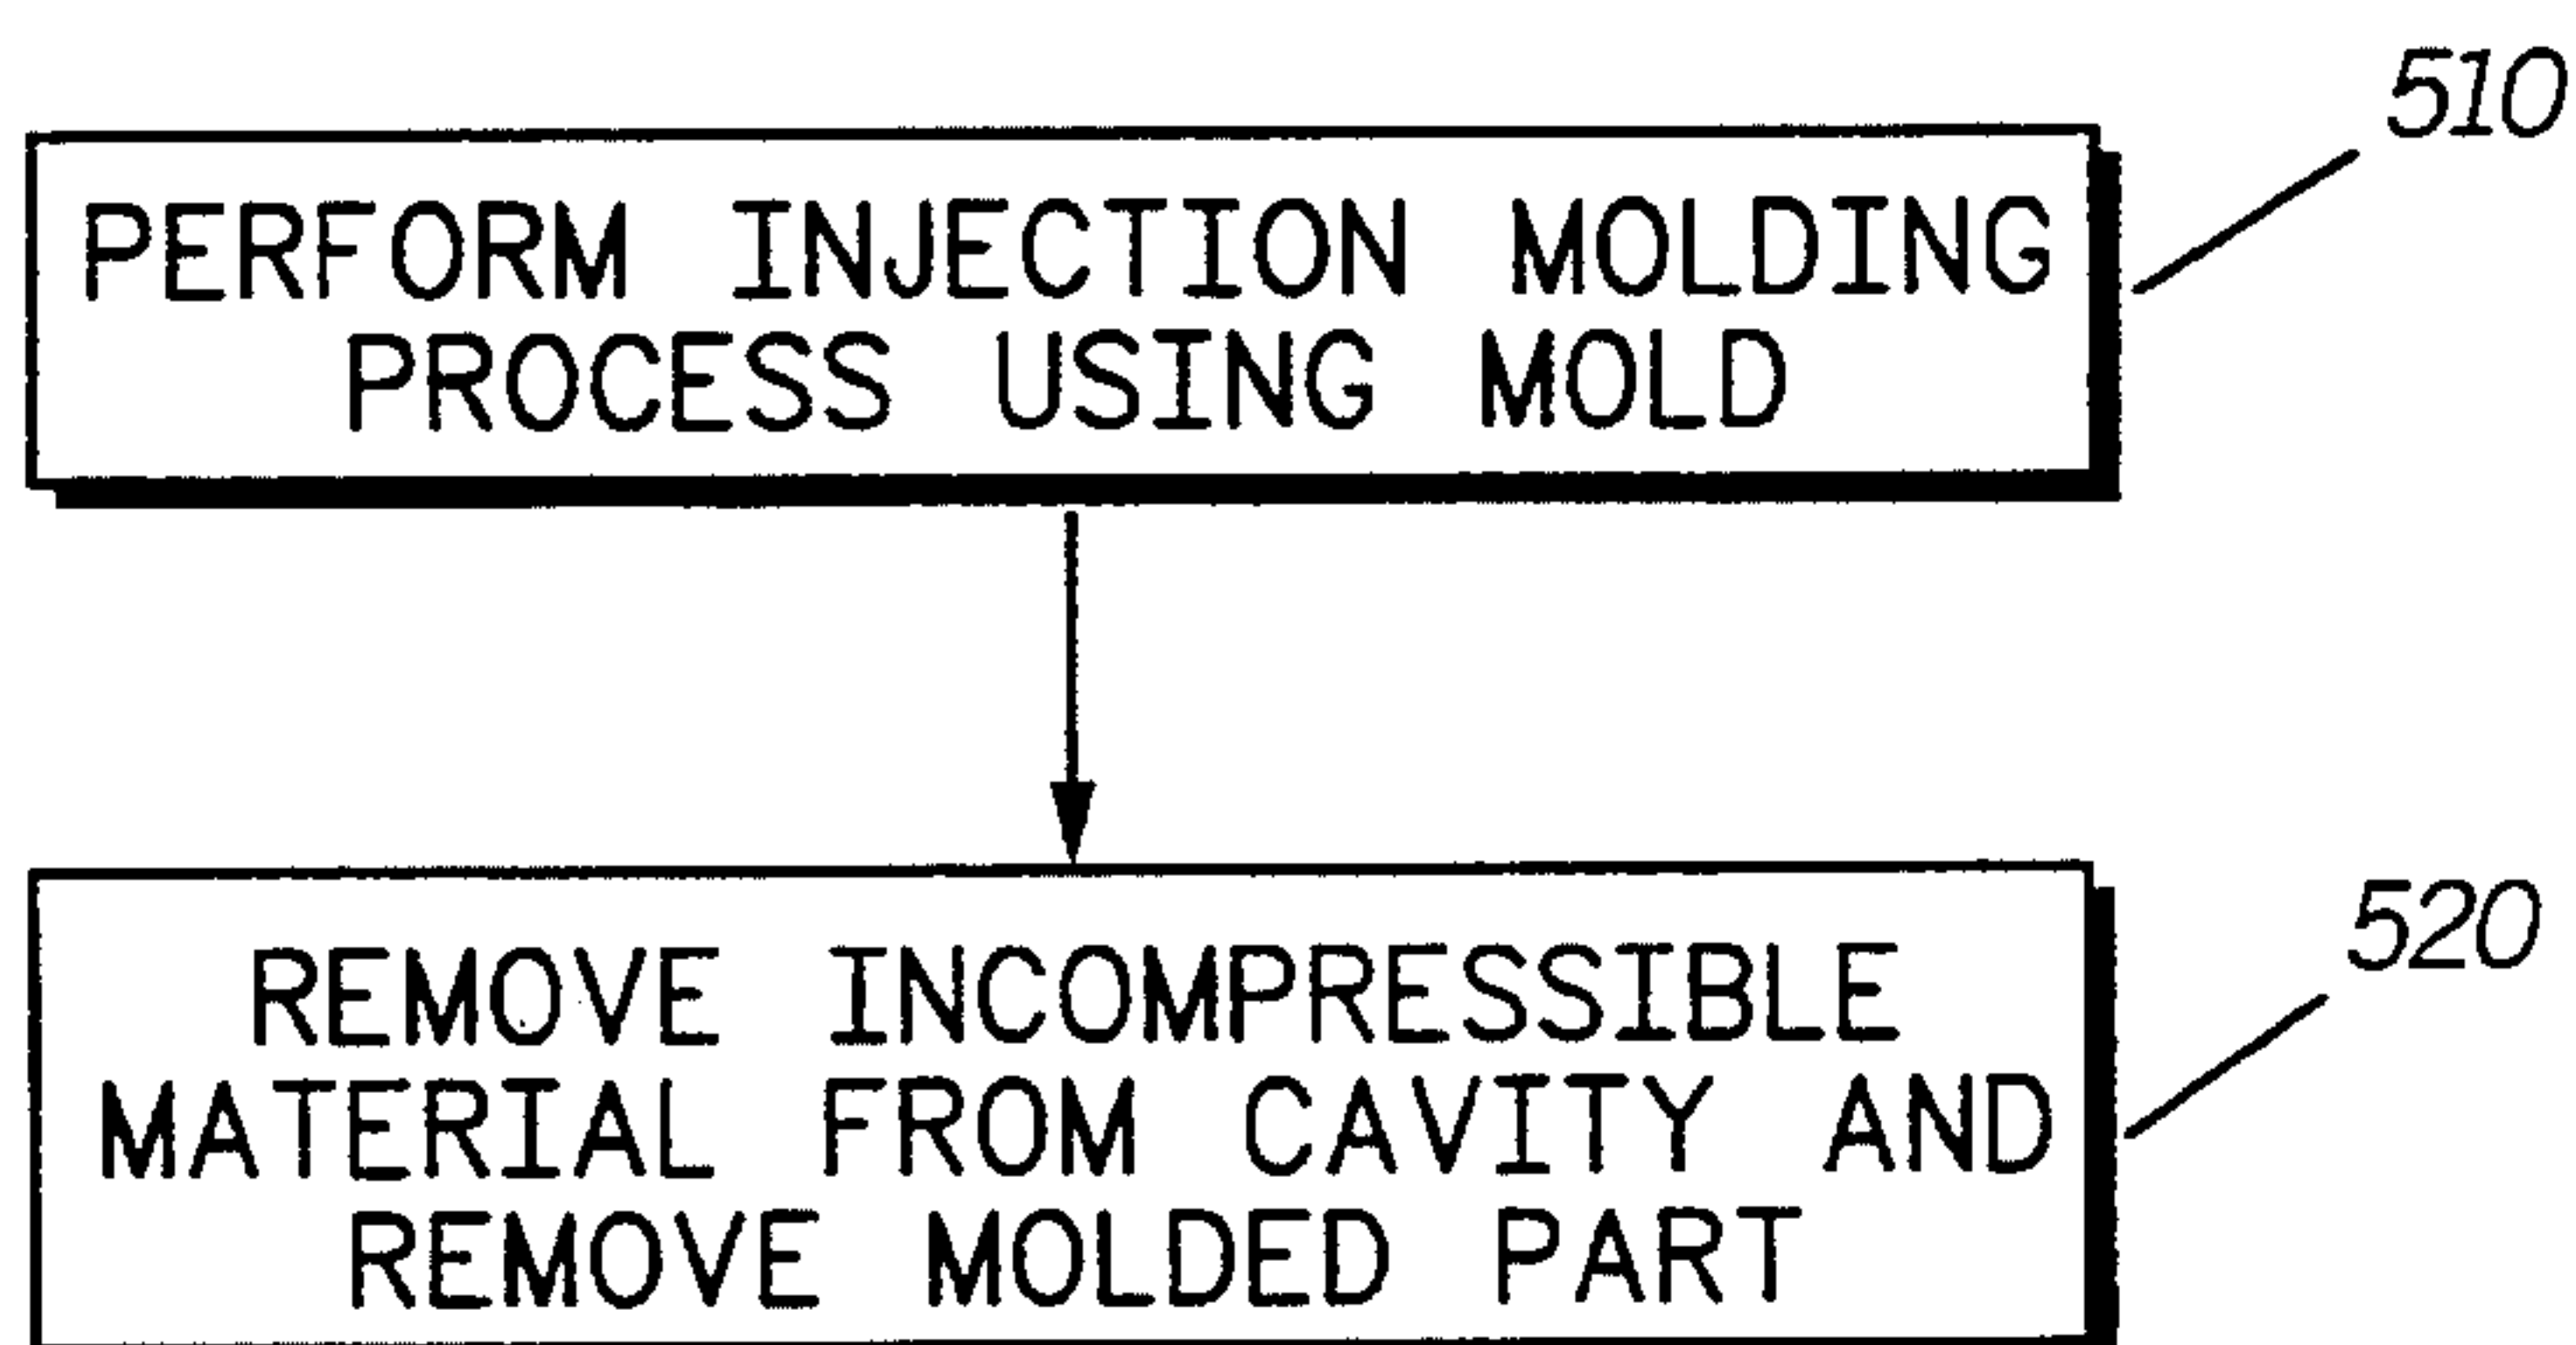 510
PERFORM INJECTION MOLDING
PROCESS USING MOLD
520
REMOVE INCOMPRESSIBLE
MATERIAL FROM CAVITY AND
REMOVE MOLDED PART